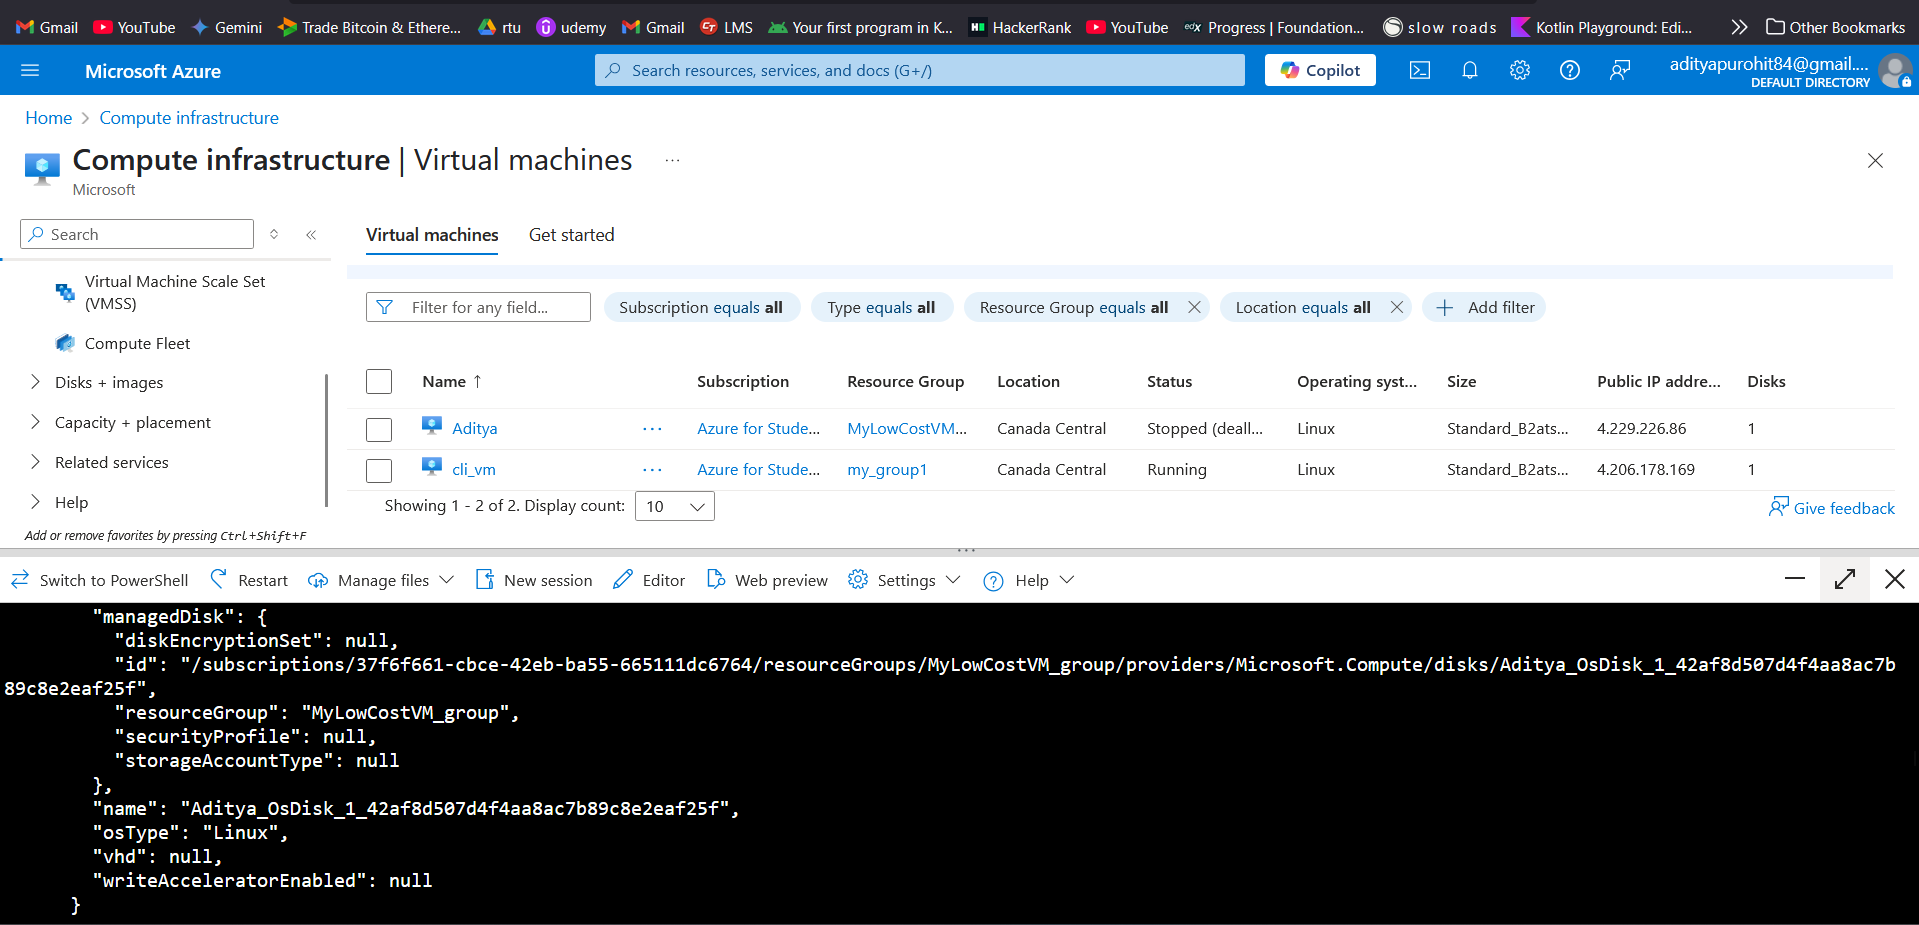 Gmail YouTube Gemini Trade Bitcoin & Ethere... rtu udemy Gmail LMS Your first program in K... HackerRank YouTube edX Progress | Foundation... slow roads Kotlin Playground: Edi... Other Bookmarks
Microsoft Azure
Search resources, services, and docs (G+/)
Copilot
adityapurohit84@gmail....
DEFAULT DIRECTORY
Home > Compute infrastructure
Compute infrastructure | Virtual machines ...
Microsoft
Search
Virtual Machine Scale Set
(VMSS)
Compute Fleet
Disks + images
Capacity + placement
Related services
Help
Add or remove favorites by pressing Ctrl+Shift+F
Virtual machines Get started
Filter for any field... Subscription equals all Type equals all Resource Group equals all Location equals all Add filter
Name ↑ Subscription Resource Group Location Status Operating syst... Size Public IP addre... Disks
Aditya ... Azure for Stude... MyLowCostVM... Canada Central Stopped (deall... Linux Standard_B2ats... 4.229.226.86 1
cli_vm ... Azure for Stude... my_group1 Canada Central Running Linux Standard_B2ats... 4.206.178.169 1
Showing 1 - 2 of 2. Display count: 10
Give feedback
Switch to PowerShell Restart Manage files New session Editor Web preview Settings Help
"managedDisk": {
"diskEncryptionSet": null,
"id": "/subscriptions/37f6f661-cbce-42eb-ba55-665111dc6764/resourceGroups/MyLowCostVM_group/providers/Microsoft.Compute/disks/Aditya_OsDisk_1_42af8d507d4f4aa8ac7b
89c8e2eaf25f",
"resourceGroup": "MyLowCostVM_group",
"securityProfile": null,
"storageAccountType": null
},
"name": "Aditya_OsDisk_1_42af8d507d4f4aa8ac7b89c8e2eaf25f",
"osType": "Linux",
"vhd": null,
"writeAcceleratorEnabled": null
}